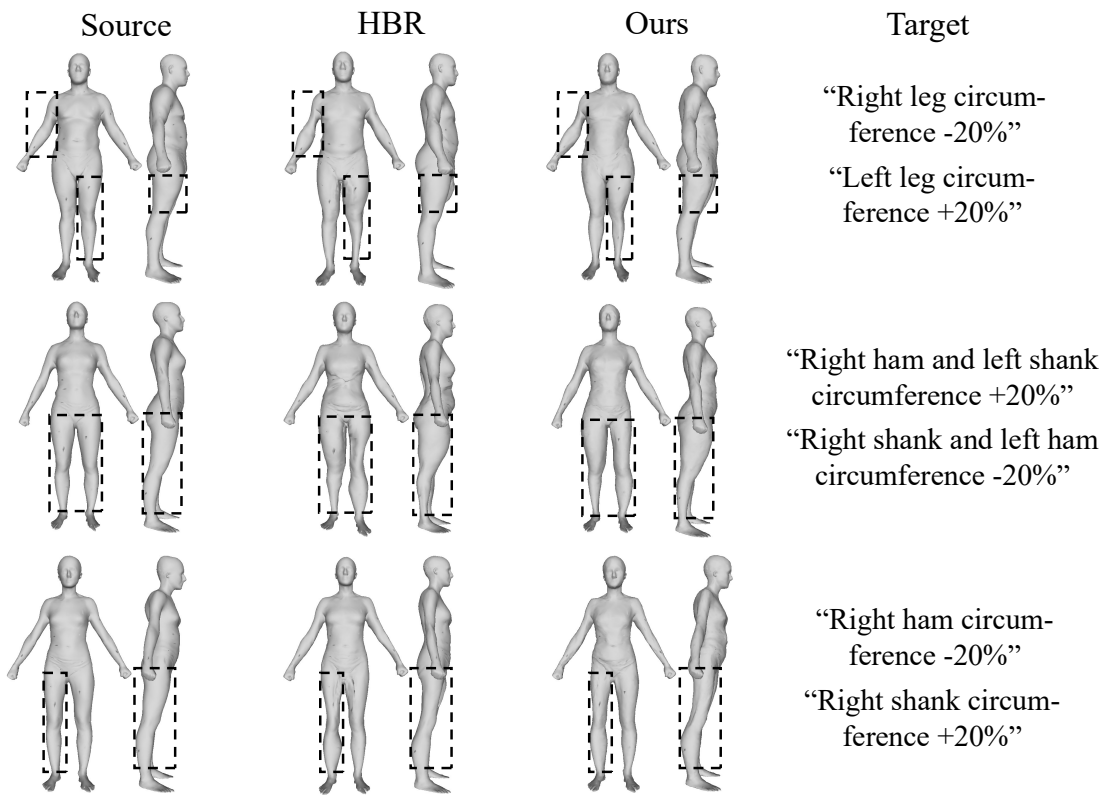 Source HBR Ours Target
“Right leg circum-
ference -20%”
“Left leg circum-
ference +20%”
“Right ham and left shank
circumference +20%”
“Right shank and left ham
circumference -20%”
“Right ham circum-
ference -20%”
“Right shank circum-
ference +20%”